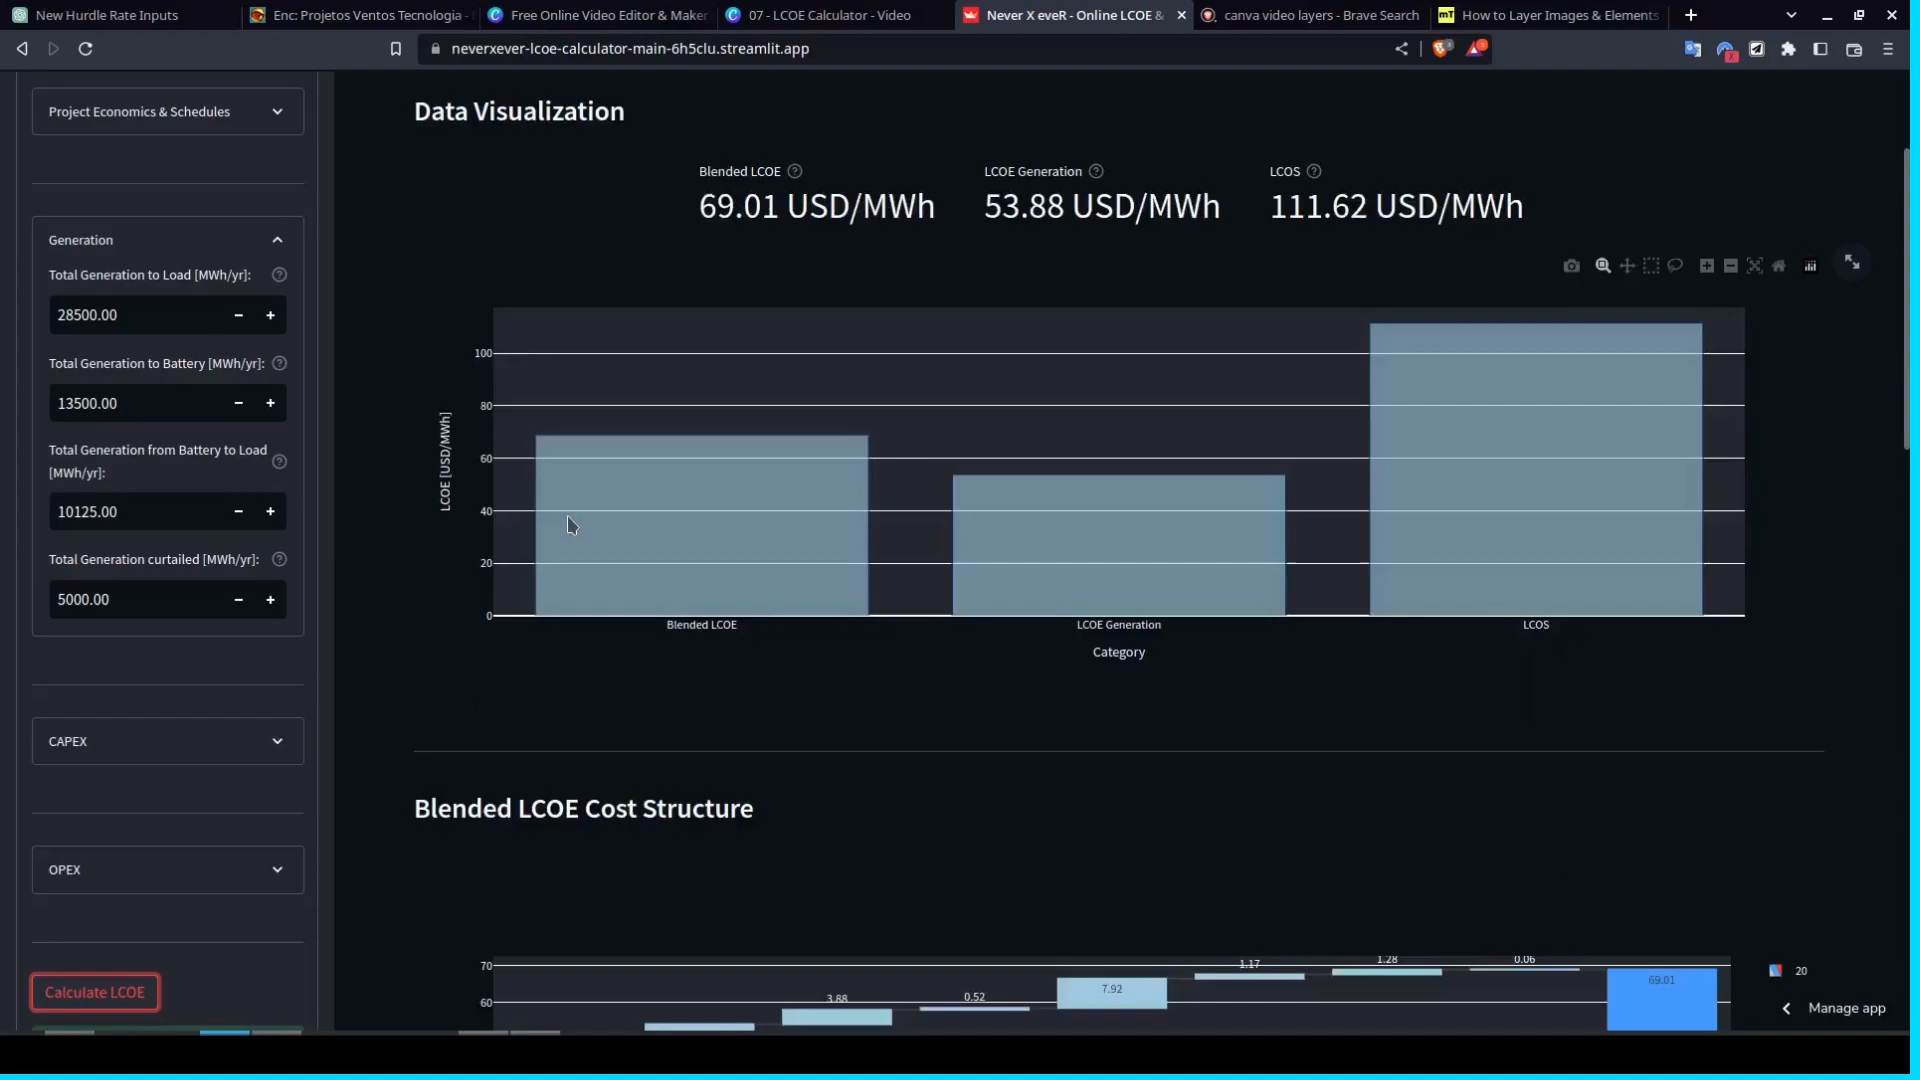 New Hurdle Rate Inputs
Enc: Projetos Ventos Tecnologia -
Free Online Video Editor & Maker
07 - LCOE Calculator - Video
Never X eveR - Online LCOE &
canva video layers - Brave Search
mT
How to Layer Images & Elements
neverxever-lcoe-calculator-main-6h5clu.streamlit.app
Project Economics & Schedules
Generation
Total Generation to Load [MWh/yr]:
28500.00
Total Generation to Battery [MWh/yr]:
13500.00
Total Generation from Battery to Load
[MWh/yr]:
10125.00
Total Generation curtailed [MWh/yr]:
5000.00
CAPEX
OPEX
Calculate LCOE
Data Visualization
Blended LCOE
69.01 USD/MWh
LCOE Generation
53.88 USD/MWh
LCOS
111.62 USD/MWh
LCOE [USD/MWh]
100
80
60
40
20
0
Blended LCOE
LCOE Generation
LCOS
Category
Blended LCOE Cost Structure
70
60
3.88
0.52
7.92
1.17
1.28
0.06
69.01
20
Manage app